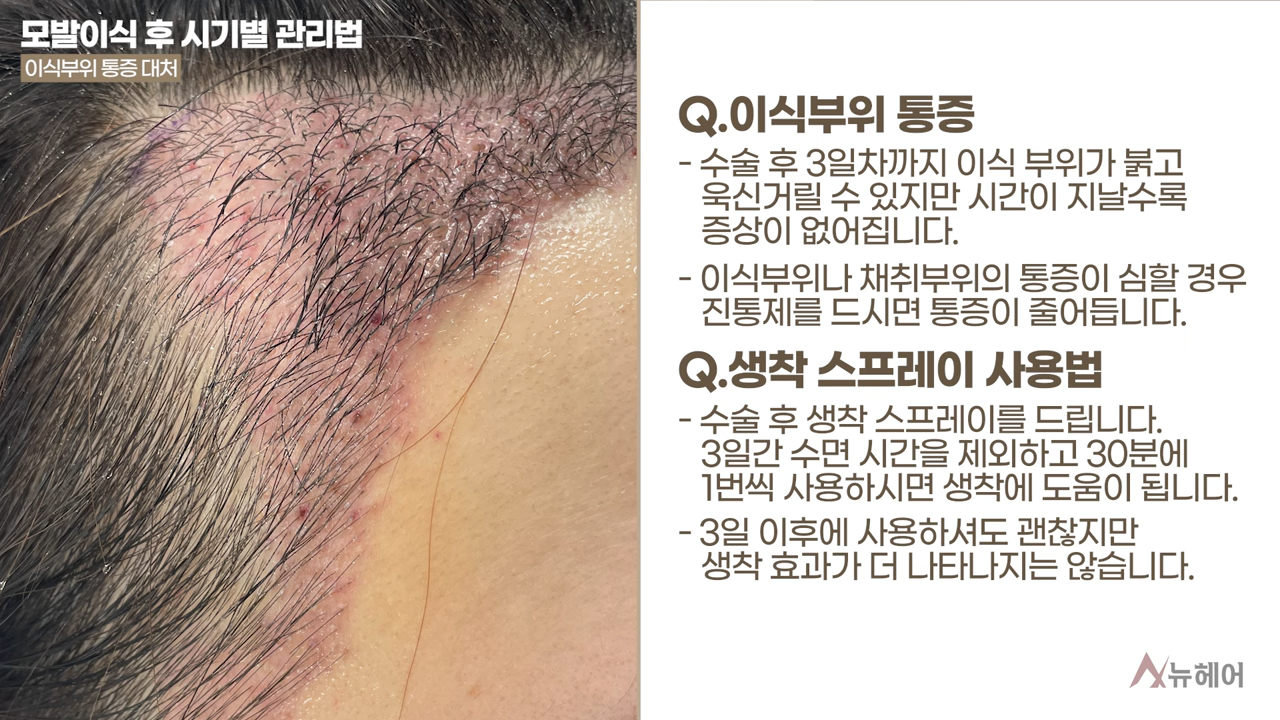 모발이식 후 시기별 관리법
이식부위 통증 대처
Q.이식부위 통증
- 수술 후 3일차까지 이식 부위가 붉고
욱신거릴 수 있지만 시간이 지날수록
증상이 없어집니다.
- 이식부위나 채취부위의 통증이 심할 경우
진통제를 드시면 통증이 줄어듭니다.
Q.생착 스프레이 사용법
- 수술 후 생착 스프레이를 드립니다.
3일간 수면 시간을 제외하고 30분에
1번씩 사용하시면 생착에 도움이 됩니다.
- 3일 이후에 사용하셔도 괜찮지만
생착 효과가 더 나타나지는 않습니다.
뉴헤어